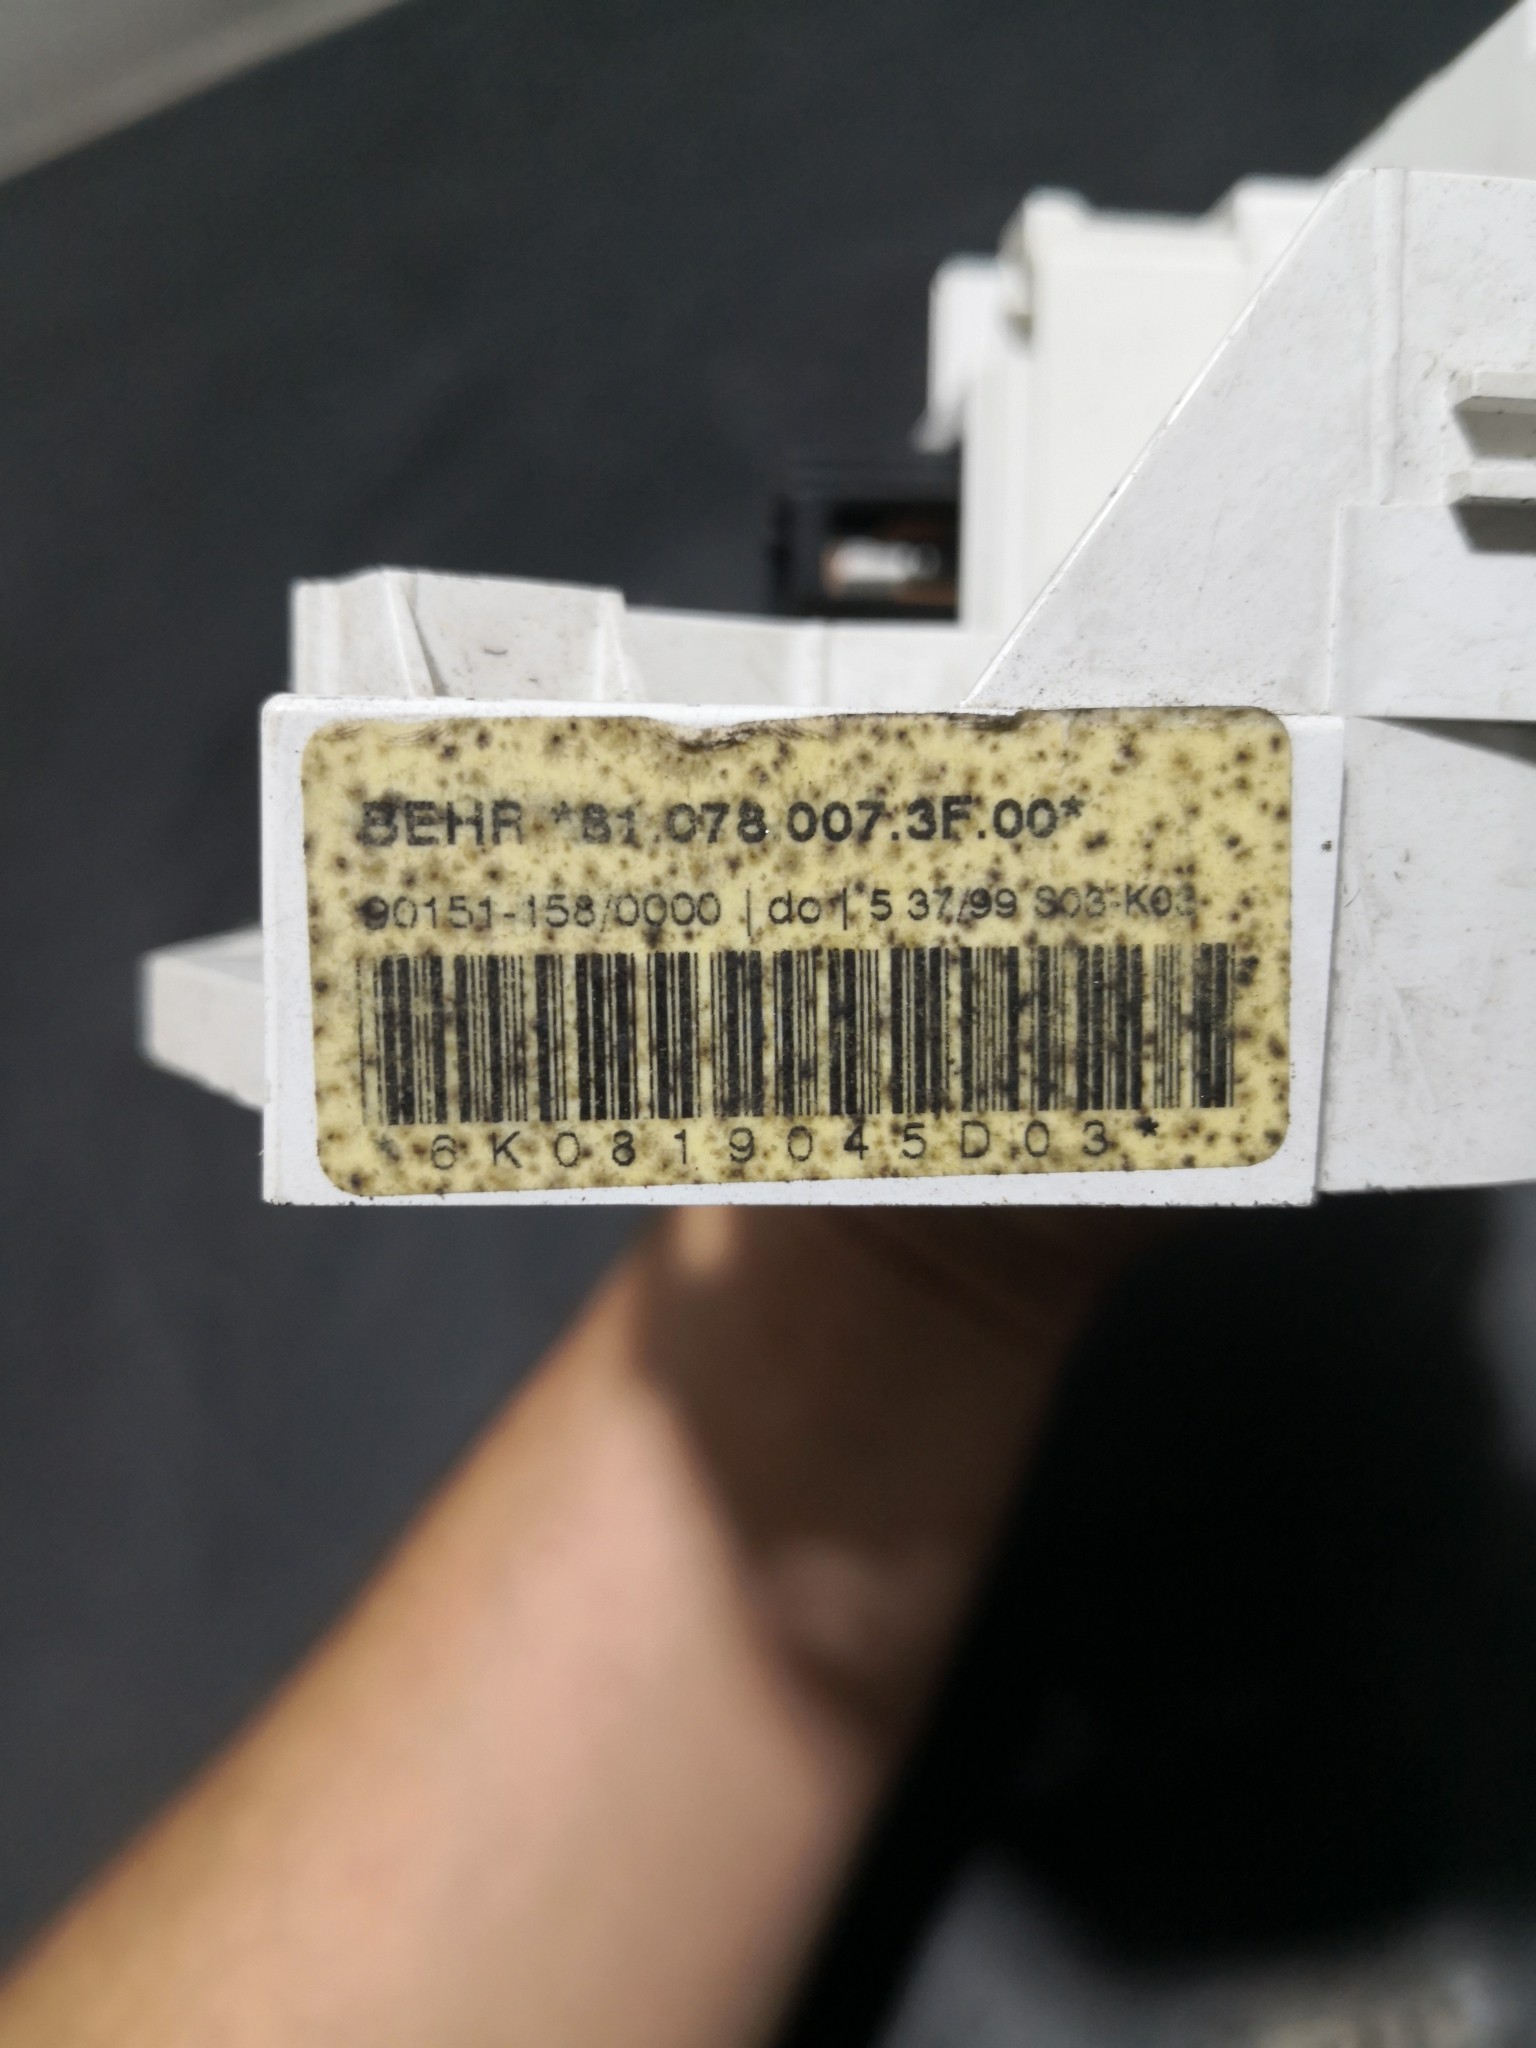 BEHR *81.078.007.3F.00*
90151-158/0000 |do| 5 37/99 S03-K03
*6K0819045D03*